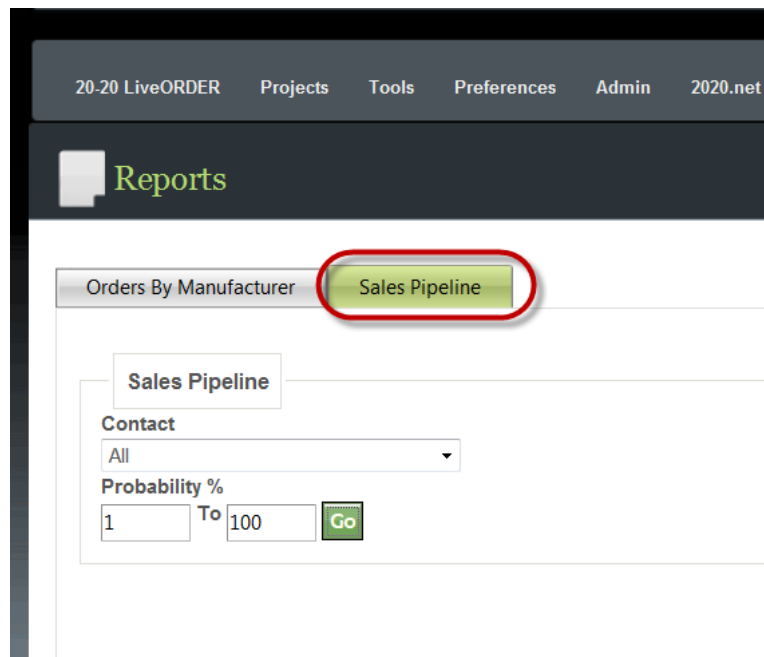 20-20 LiveORDER Projects Tools Preferences Admin 2020.net
Reports
Orders By Manufacturer Sales Pipeline
Sales Pipeline
Contact
All
Probability %
1 To 100 Go